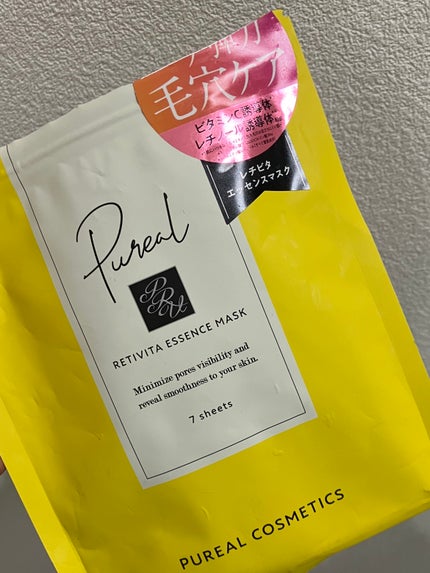 毛穴ケア
ビタミンC誘導体
レチノール誘導体
レチビタ
エッセンスマスク
Pureal
PRU
RETIVITA ESSENCE MASK
Minimize pores visibility and
reveal smoothness to your skin.
7 sheets
PUREAL COSMETICS